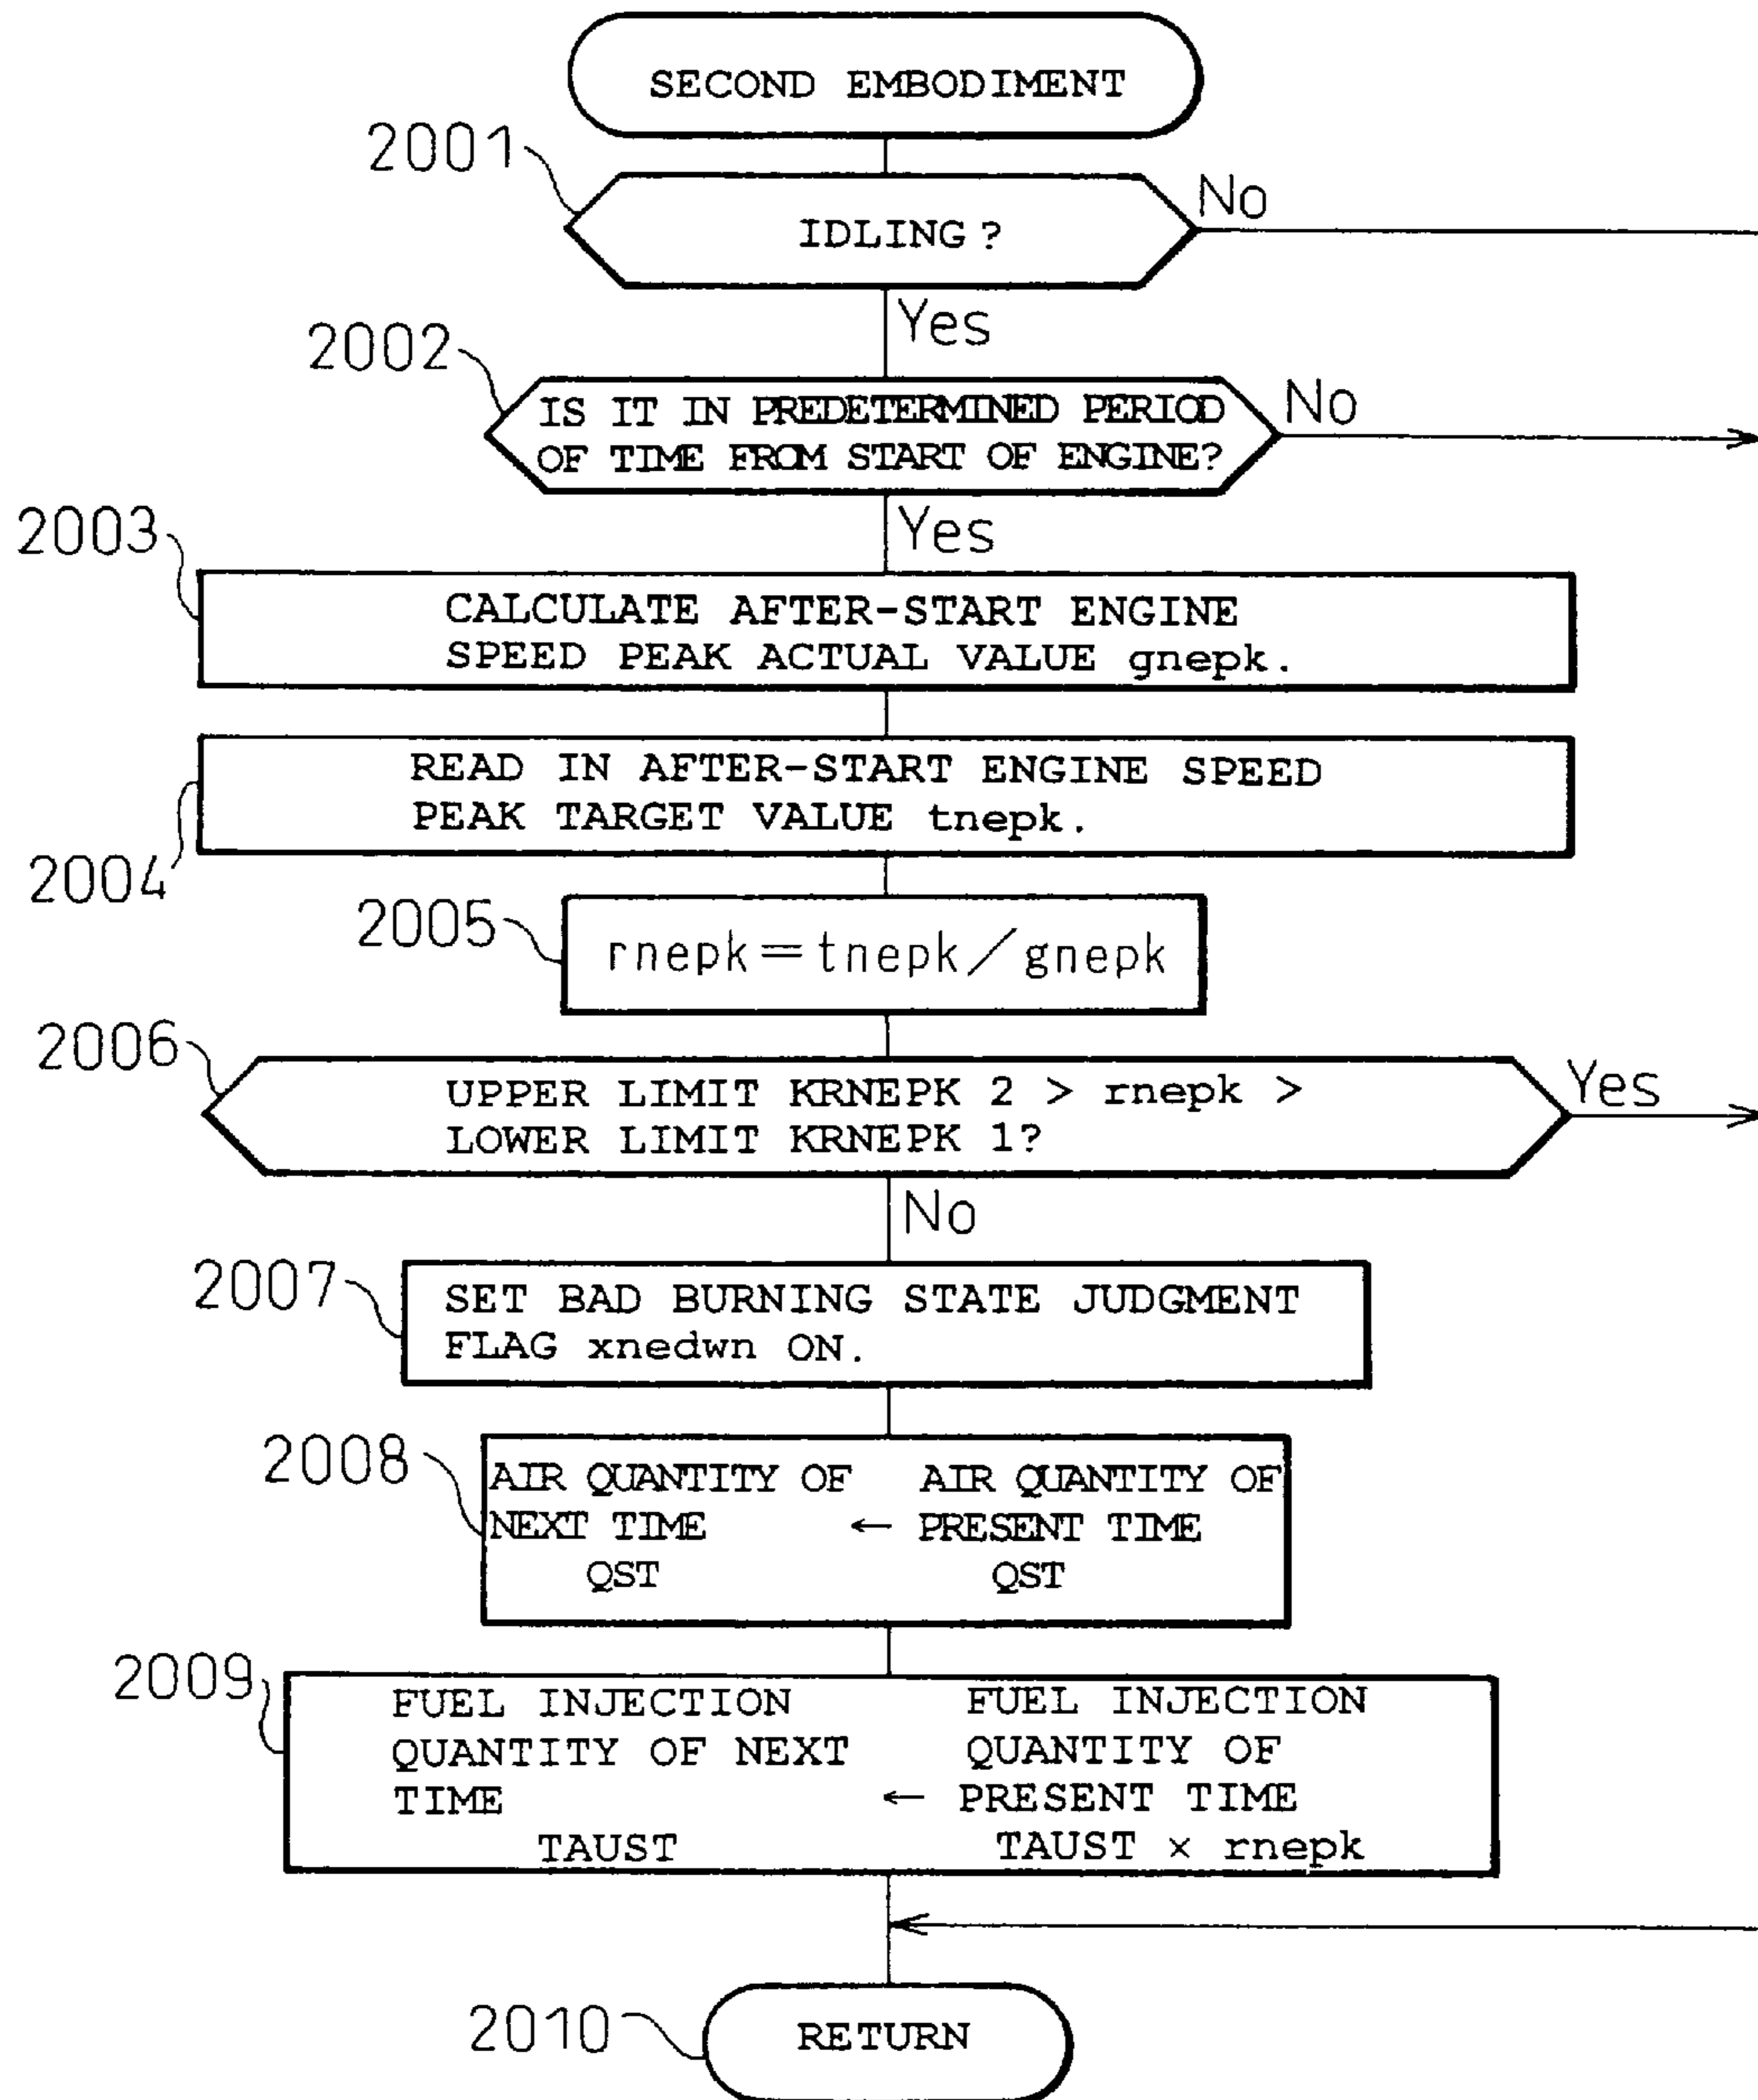 SECOND EMBODIMENT
2001
IDLING ?
No
Yes
2002
IS IT IN PREDETERMINED PERIOD
OF TIME FROM START OF ENGINE?
No
Yes
2003
CALCULATE AFTER-START ENGINE
SPEED PEAK ACTUAL VALUE gnepk.
READ IN AFTER-START ENGINE SPEED
PEAK TARGET VALUE tnepk.
2004
2005
rnepk=tnepk/gnepk
2006
UPPER LIMIT KRNEPK 2 > rnepk >
LOWER LIMIT KRNEPK 1?
Yes
No
2007
SET BAD BURNING STATE JUDGMENT
FLAG xnedwn ON.
2008
AIR QUANTITY OF AIR QUANTITY OF
NEXT TIME ← PRESENT TIME
QST QST
2009
FUEL INJECTION FUEL INJECTION
QUANTITY OF NEXT QUANTITY OF
TIME ← PRESENT TIME
TAUST TAUST × rnepk
2010
RETURN